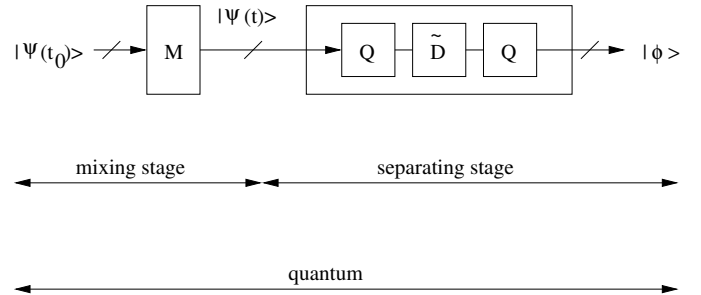 |Ψ(t)>
|Ψ(t₀)> M Q D̃ Q |ϕ>
mixing stage separating stage
quantum